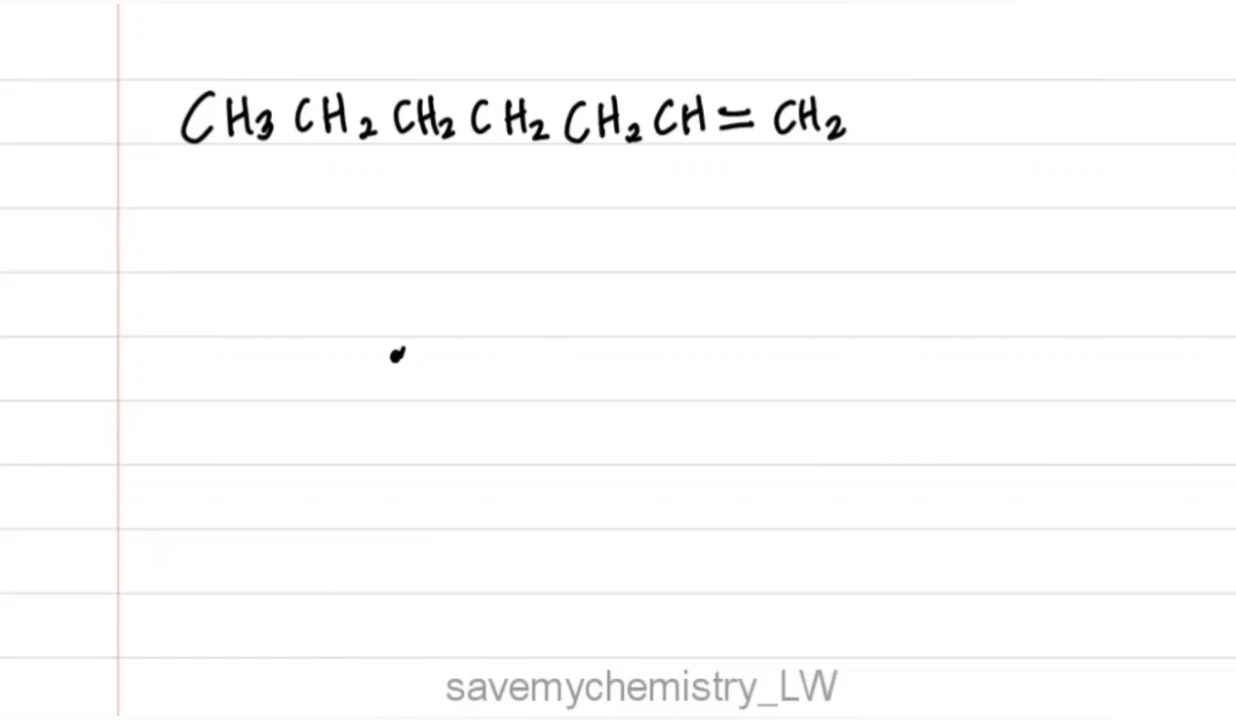 CH₃ CH₂ CH₂ CH₂ CH₂ CH = CH₂
savemychemistry_LW